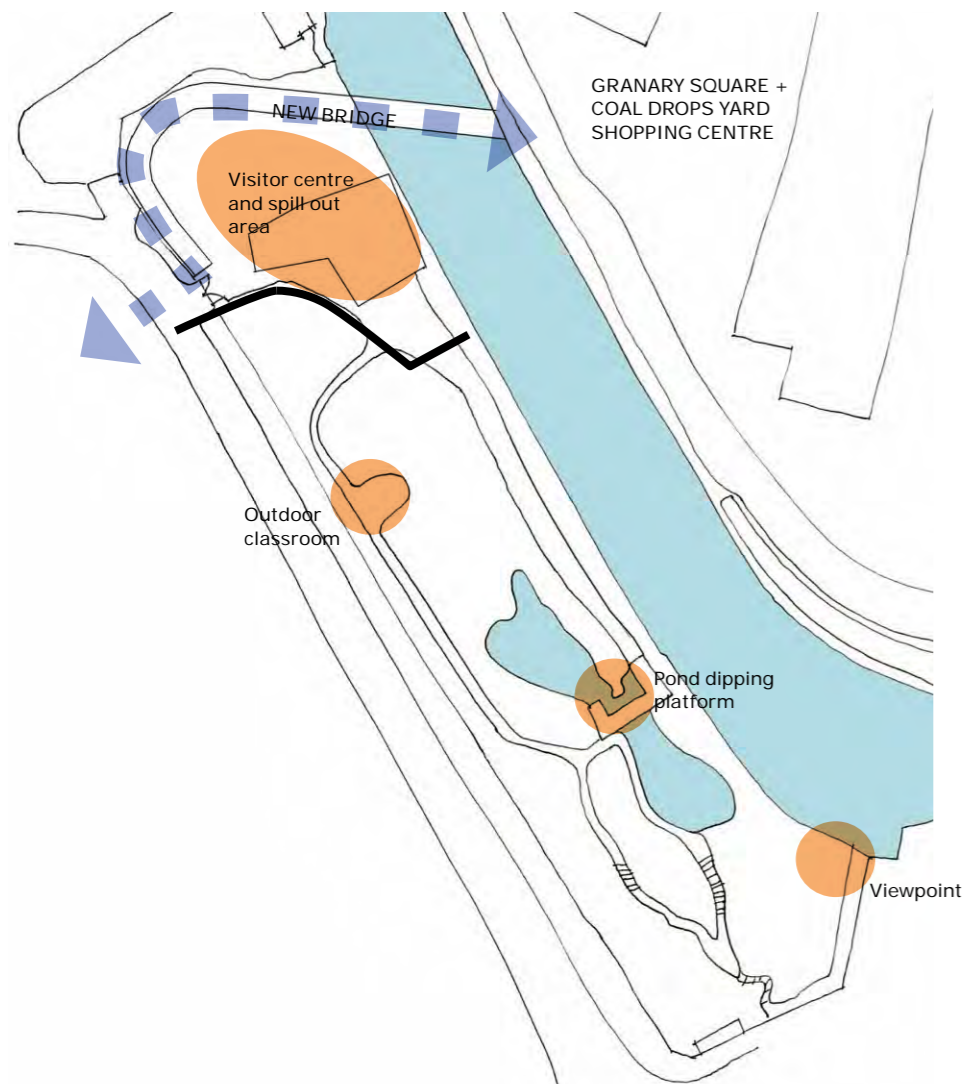 GRANARY SQUARE +
COAL DROPS YARD
SHOPPING CENTRE
NEW BRIDGE
Visitor centre
and spill out
area
Outdoor
classroom
Pond dipping
platform
Viewpoint